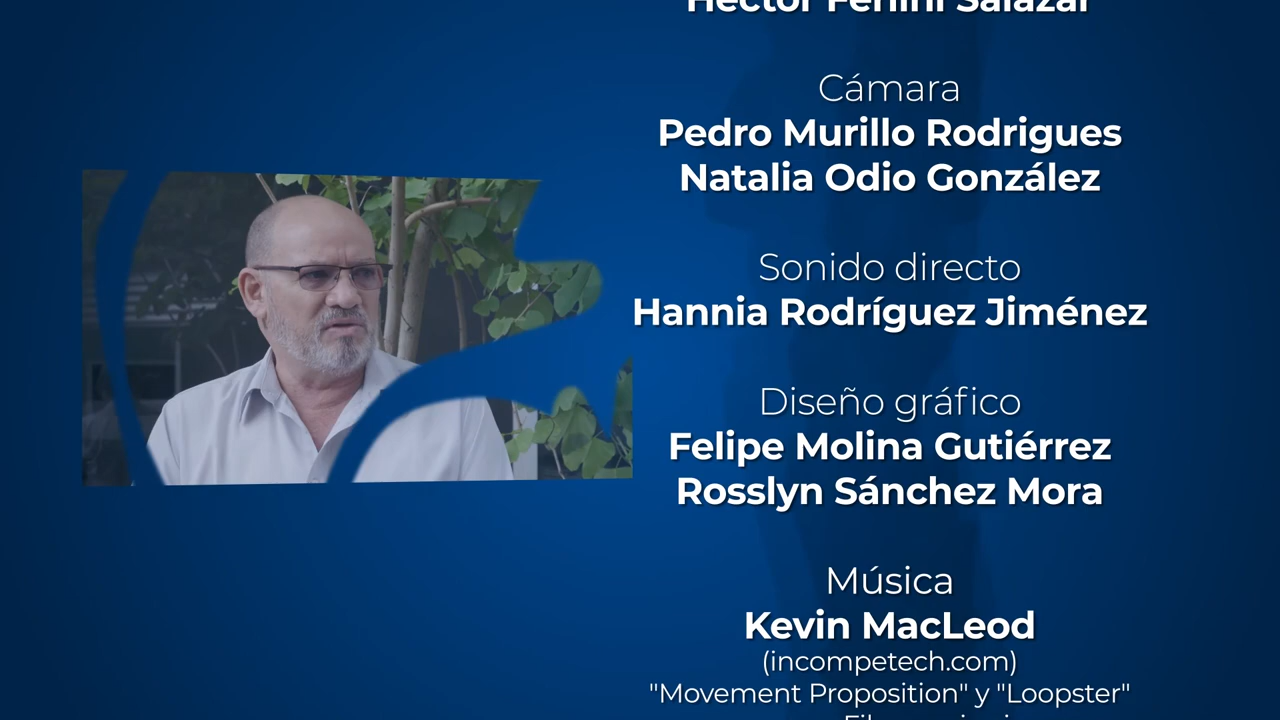 Cámara
Pedro Murillo Rodrigues
Natalia Odio González
Sonido directo
Hannia Rodríguez Jiménez
Diseño gráfico
Felipe Molina Gutiérrez
Rosslyn Sánchez Mora
Música
Kevin MacLeod
(incompetech.com)
"Movement Proposition" y "Loopster"